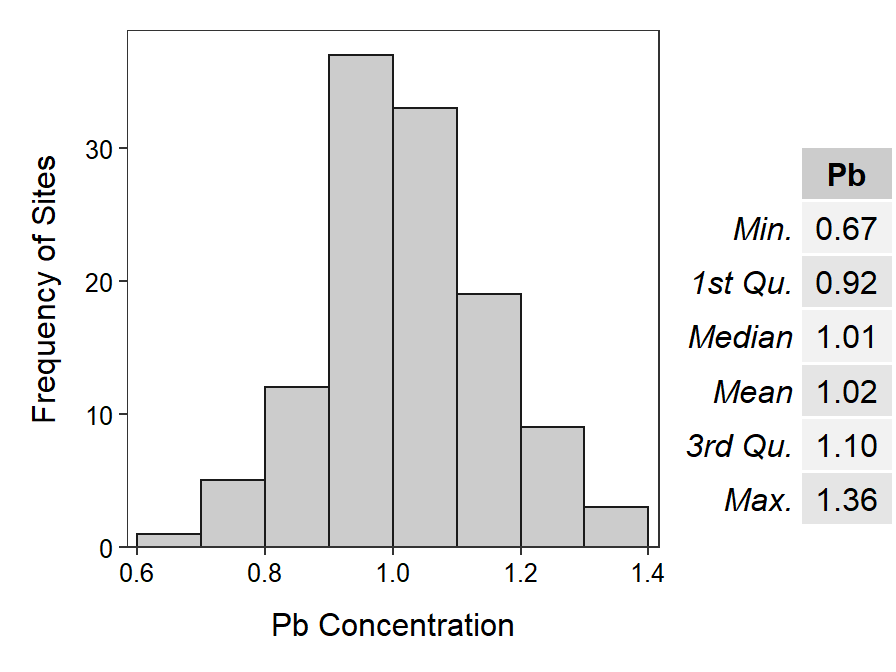 Frequency of Sites
30
20
10
0
0.6 0.8 1.0 1.2 1.4
Pb Concentration
Pb
Min. 0.67
1st Qu. 0.92
Median 1.01
Mean 1.02
3rd Qu. 1.10
Max. 1.36